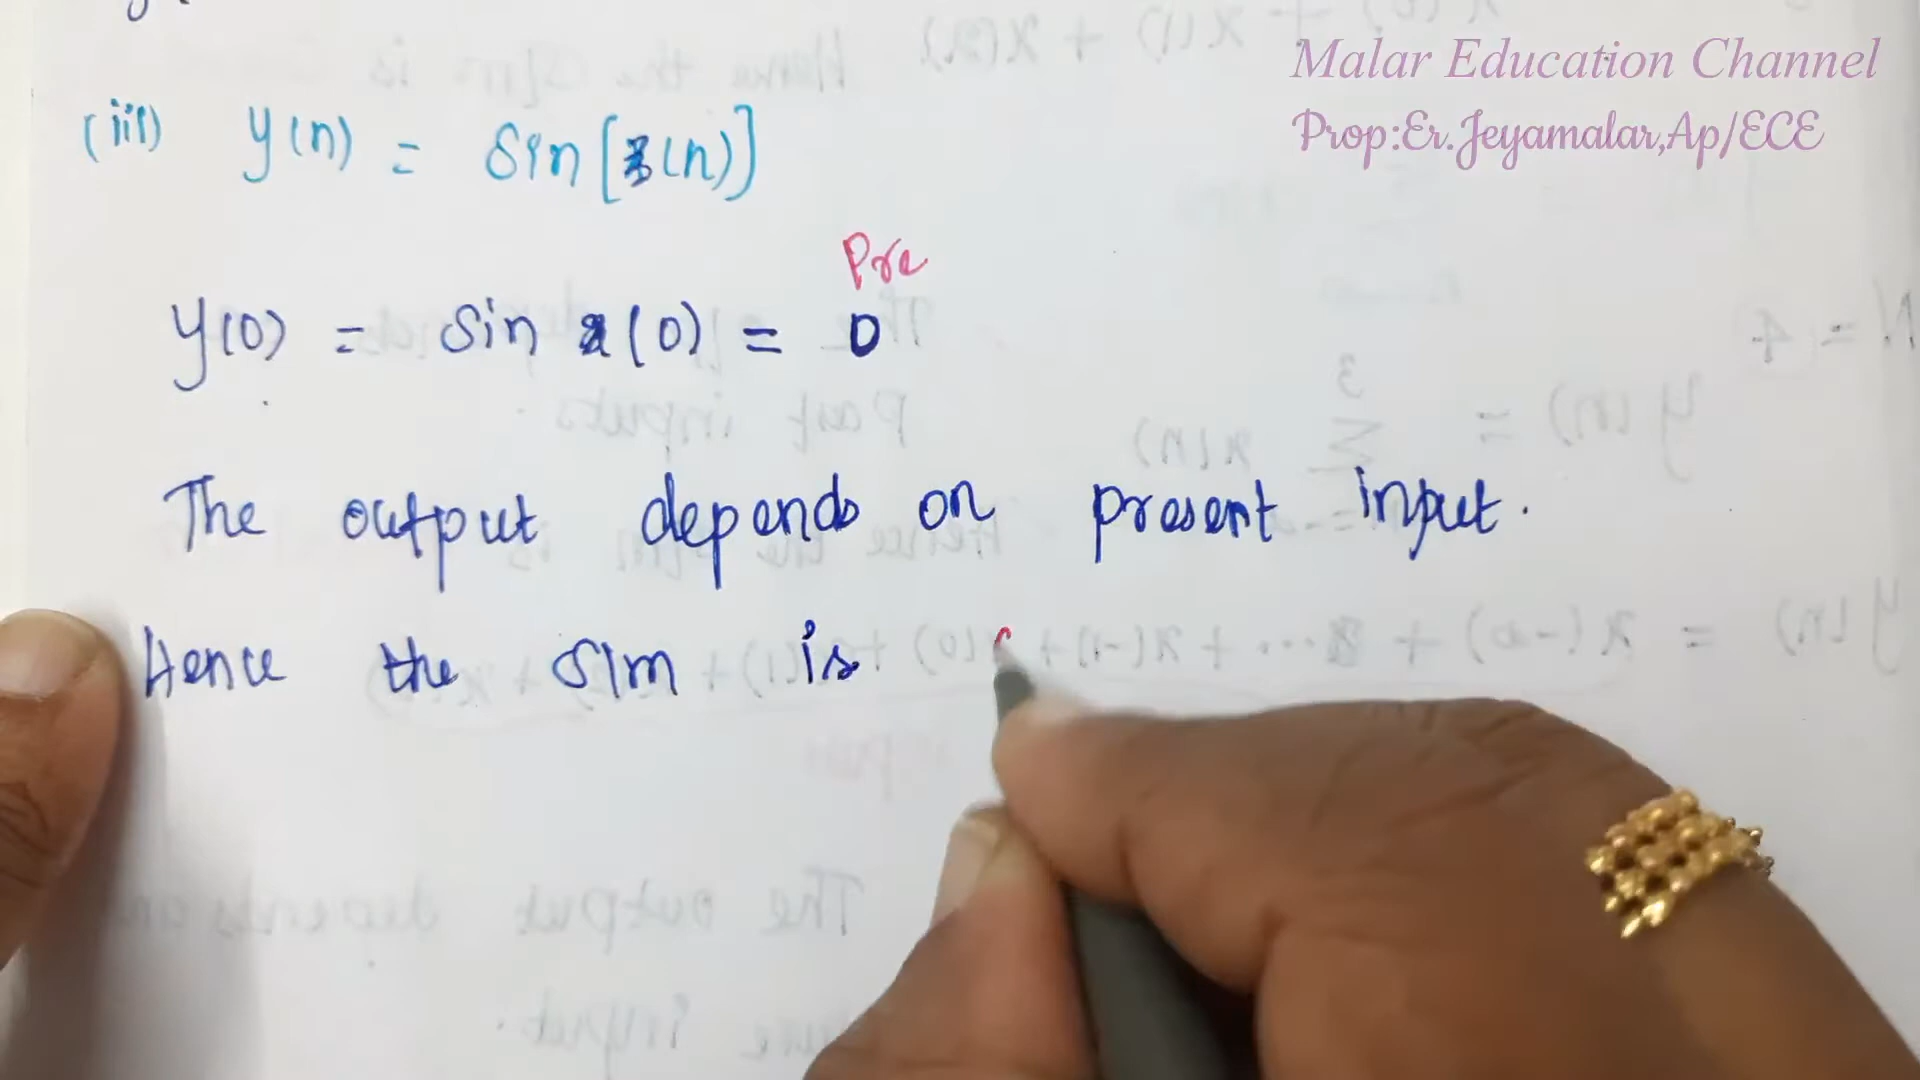 Malar Education Channel
Prop:Er.Jeyamalar,Ap/ECE
(iii) y(n) = Sin[x(n)]
Pre
y(0) = Sin x(0) = 0
The output depends on present input.
Hence the S/m is